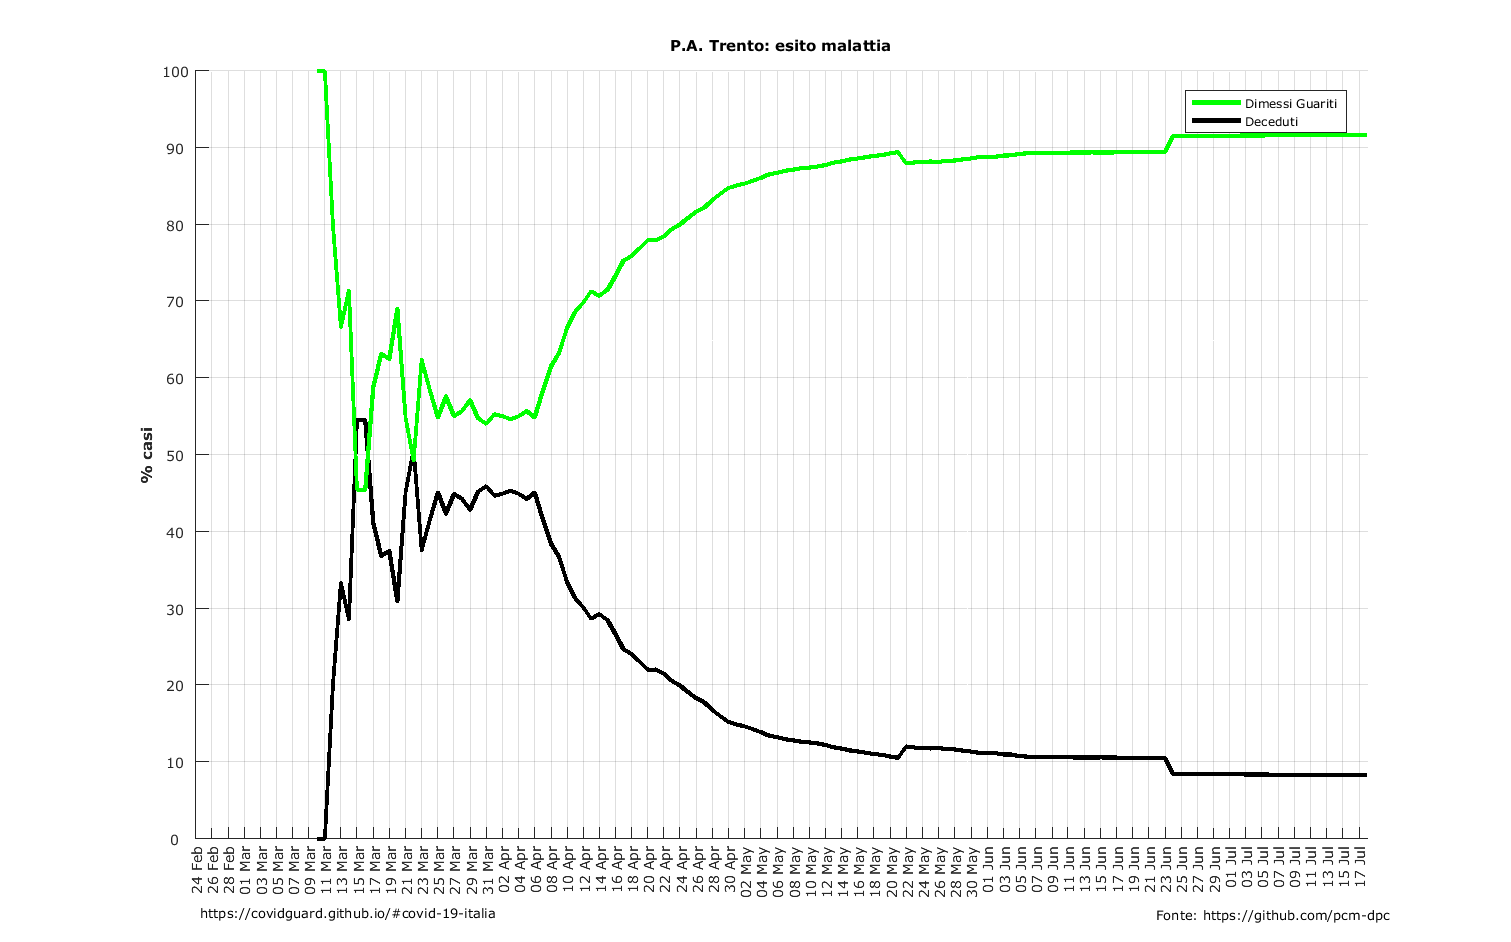 P.A. Trento: esito malattia
Dimessi Guariti
Deceduti
% casi
100
90
80
70
60
50
40
30
20
10
0
24 Feb
26 Feb
28 Feb
01 Mar
03 Mar
05 Mar
07 Mar
09 Mar
11 Mar
13 Mar
15 Mar
17 Mar
19 Mar
21 Mar
23 Mar
25 Mar
27 Mar
29 Mar
31 Mar
02 Apr
04 Apr
06 Apr
08 Apr
10 Apr
12 Apr
14 Apr
16 Apr
18 Apr
20 Apr
22 Apr
24 Apr
26 Apr
28 Apr
30 Apr
02 May
04 May
06 May
08 May
10 May
12 May
14 May
16 May
18 May
20 May
22 May
24 May
26 May
28 May
30 May
01 Jun
03 Jun
05 Jun
07 Jun
09 Jun
11 Jun
13 Jun
15 Jun
17 Jun
19 Jun
21 Jun
23 Jun
25 Jun
27 Jun
29 Jun
01 Jul
03 Jul
05 Jul
07 Jul
09 Jul
11 Jul
13 Jul
15 Jul
17 Jul
https://covidguard.github.io/#covid-19-italia
Fonte: https://github.com/pcm-dpc